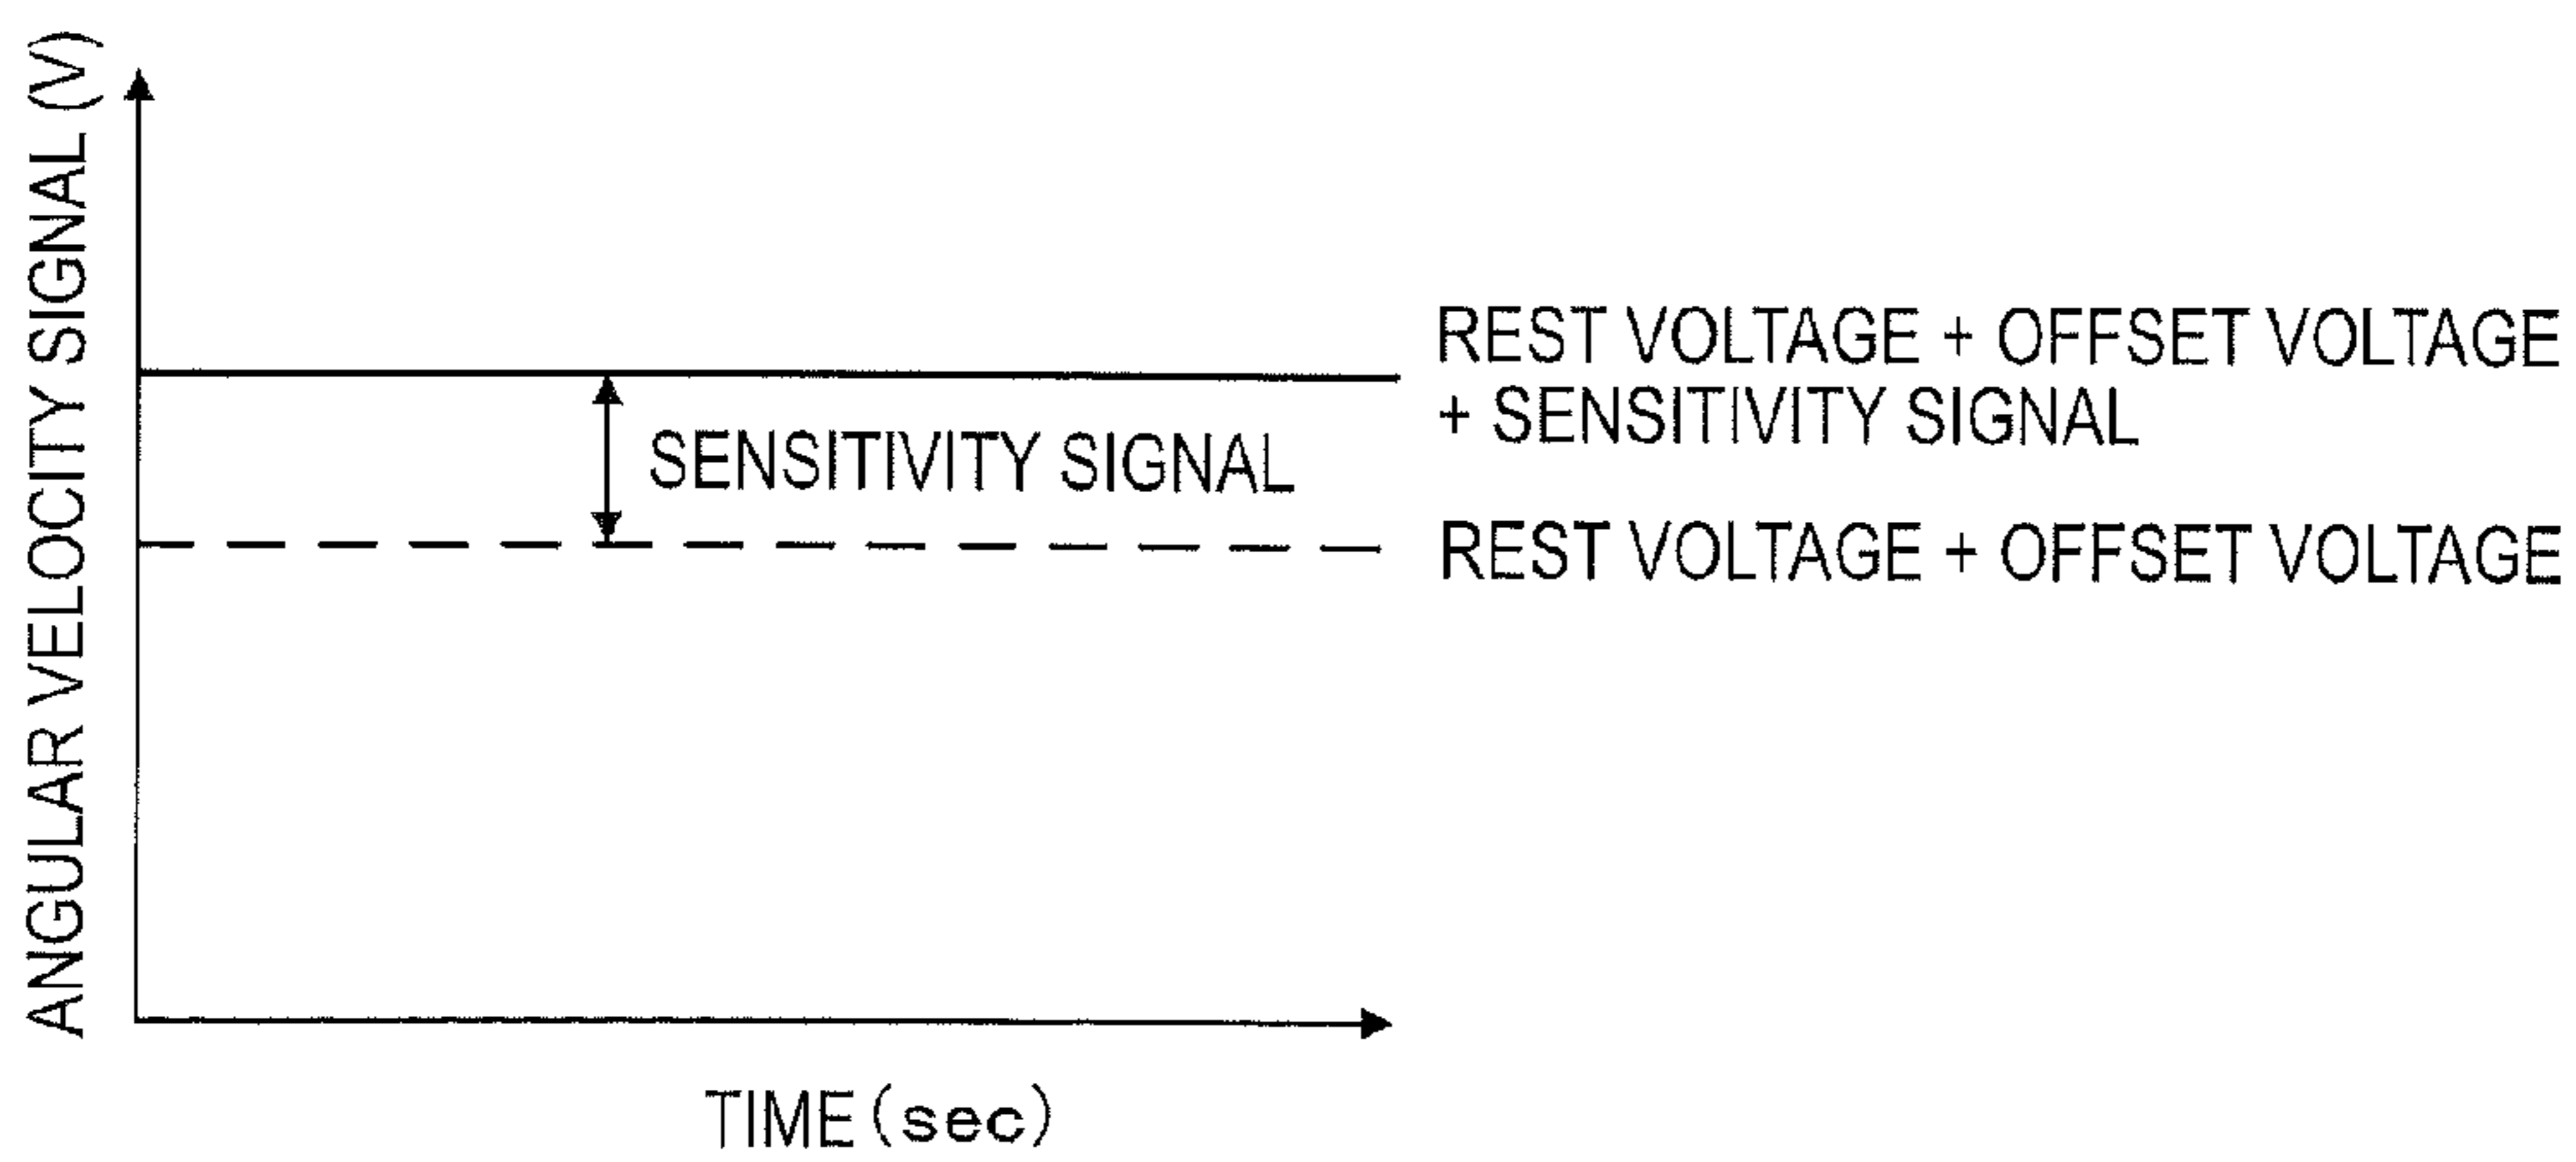 ANGULAR VELOCITY SIGNAL (V)
REST VOLTAGE + OFFSET VOLTAGE
+ SENSITIVITY SIGNAL
SENSITIVITY SIGNAL
REST VOLTAGE + OFFSET VOLTAGE
TIME (sec)